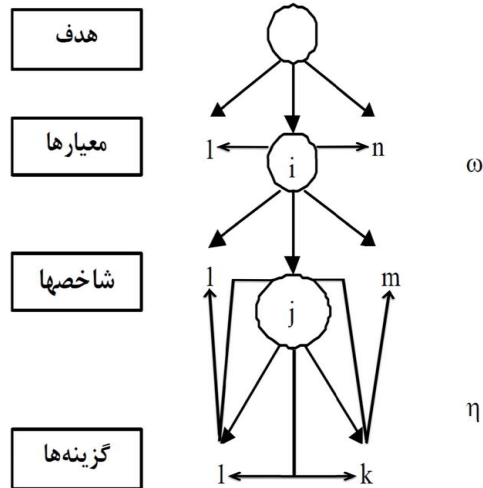 هدف
معیارها
l i n ω
شاخصها
l j m
η
گزینه‌ها
l k